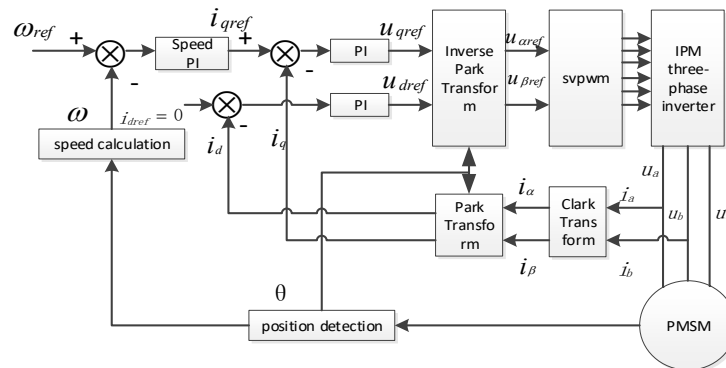 ω_ref
+
-
Speed
PI
i_qref
+
-
PI
u_qref
Inverse
Park
Transfor
m
u_αref
u_βref
svpwm
IPM
three-
phase
inverter
i_dref = 0
-
PI
u_dref
ω
speed calculation
i_d
i_q
Park
Transfo
rm
i_α
i_β
Clark
Trans
form
i_a
i_b
u_a
u_b
u
θ
position detection
PMSM